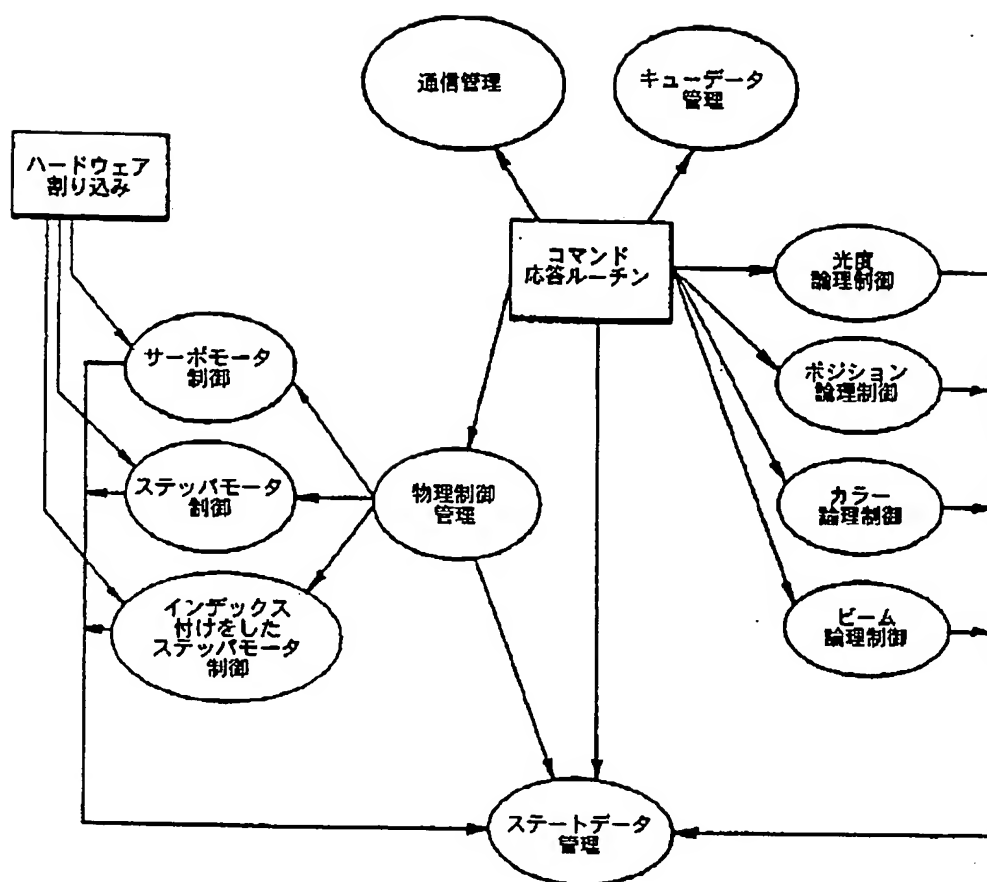 通信管理
キューデータ
管理
ハードウェア
割り込み
コマンド
応答ルーチン
光度
論理制御
サーボモータ
制御
ポジション
論理制御
ステッパモータ
制御
物理制御
管理
カラー
論理制御
インデックス
付けをした
ステッパモータ
制御
ビーム
論理制御
ステートデータ
管理